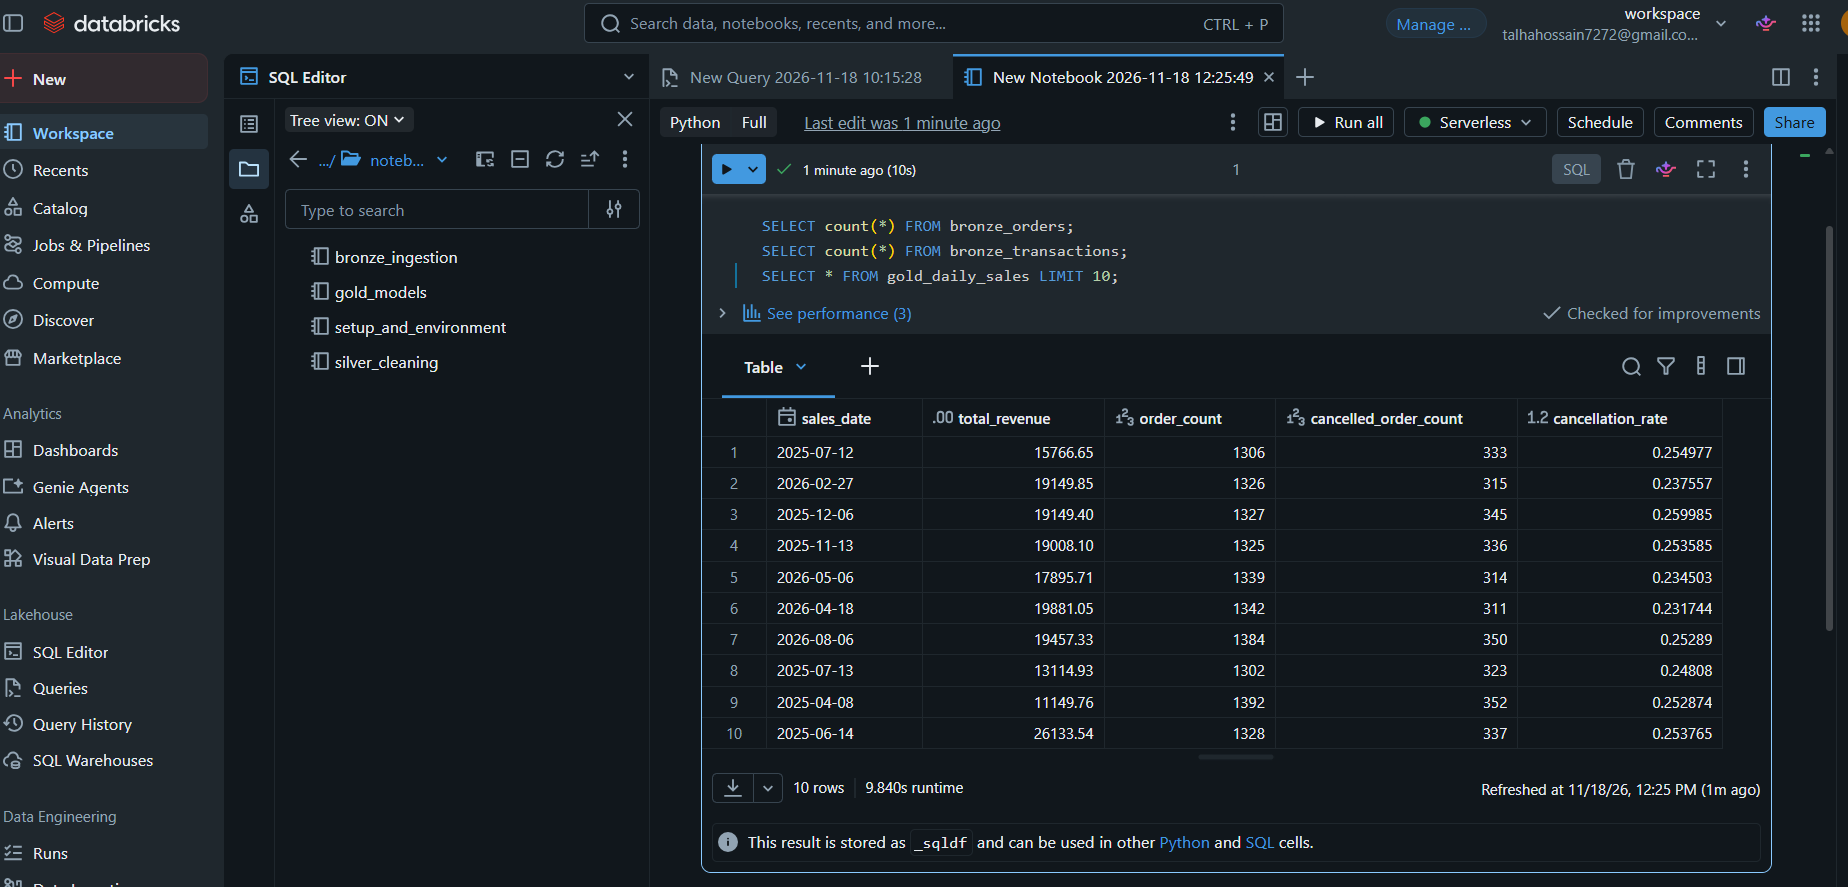 databricks
Search data, notebooks, recents, and more...
CTRL + P
Manage ...
workspace
talhahossain7272@gmail.co...
New
Workspace
Recents
Catalog
Jobs & Pipelines
Compute
Discover
Marketplace
Analytics
Dashboards
Genie Agents
Alerts
Visual Data Prep
Lakehouse
SQL Editor
Queries
Query History
SQL Warehouses
Data Engineering
Runs
SQL Editor
Tree view: ON
.../ noteb...
Type to search
bronze_ingestion
gold_models
setup_and_environment
silver_cleaning
New Query 2026-11-18 10:15:28
New Notebook 2026-11-18 12:25:49
Python Full Last edit was 1 minute ago
Run all
Serverless
Schedule
Comments
Share
1 minute ago (10s)
1
SQL
SELECT count(*) FROM bronze_orders;
SELECT count(*) FROM bronze_transactions;
SELECT * FROM gold_daily_sales LIMIT 10;
See performance (3)
Checked for improvements
Table
sales_date .00 total_revenue 123 order_count 123 cancelled_order_count 1.2 cancellation_rate
1 2025-07-12 15766.65 1306 333 0.254977
2 2026-02-27 19149.85 1326 315 0.237557
3 2025-12-06 19149.40 1327 345 0.259985
4 2025-11-13 19008.10 1325 336 0.253585
5 2026-05-06 17895.71 1339 314 0.234503
6 2026-04-18 19881.05 1342 311 0.231744
7 2026-08-06 19457.33 1384 350 0.25289
8 2025-07-13 13114.93 1302 323 0.24808
9 2025-04-08 11149.76 1392 352 0.252874
10 2025-06-14 26133.54 1328 337 0.253765
10 rows
9.840s runtime
Refreshed at 11/18/26, 12:25 PM (1m ago)
This result is stored as _sqldf and can be used in other Python and SQL cells.